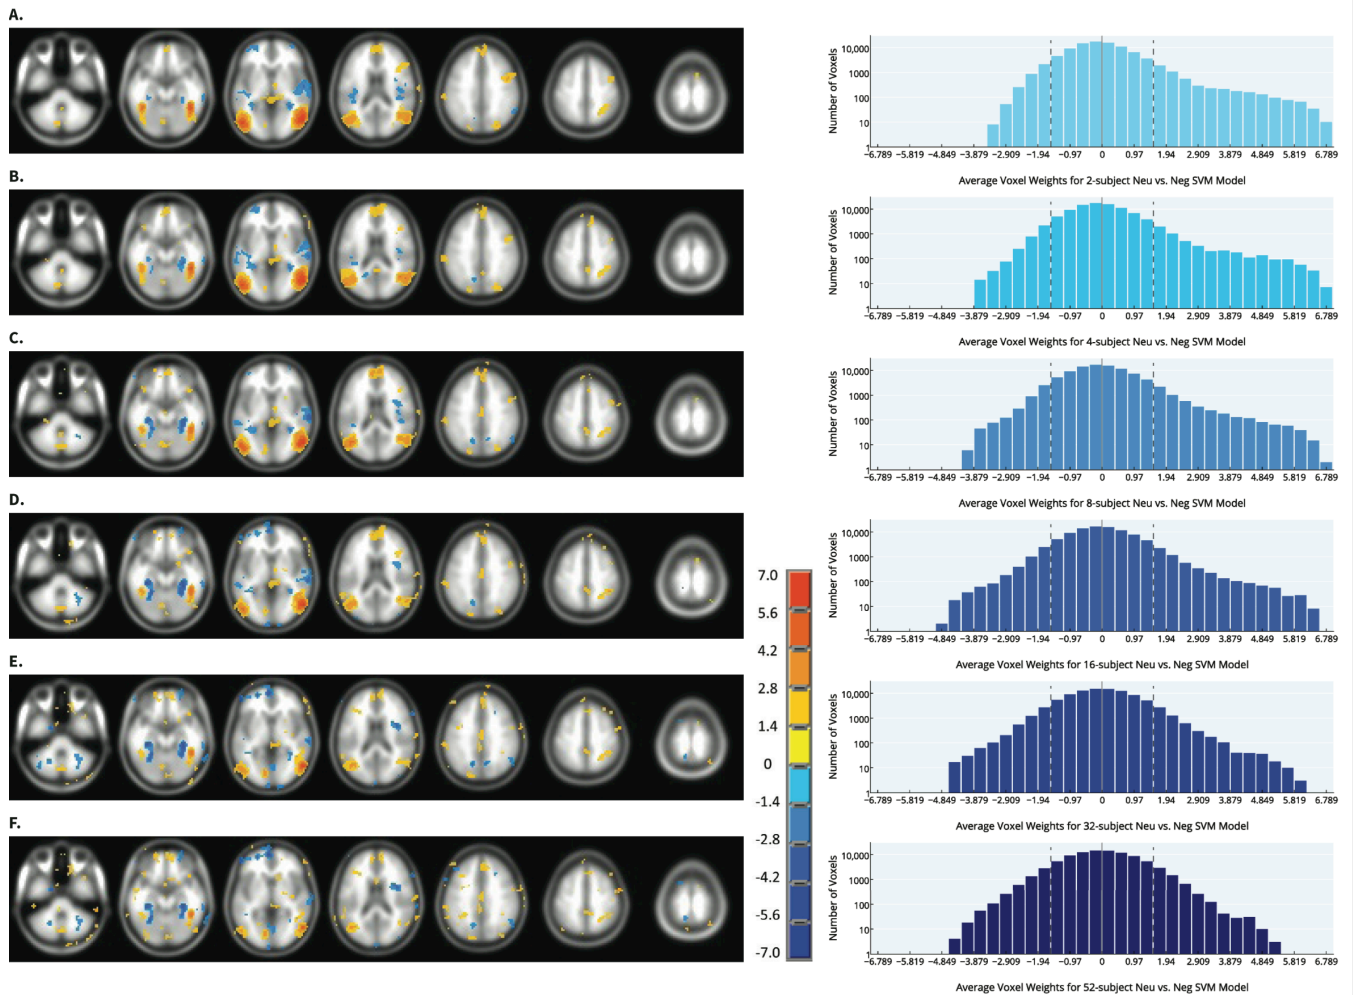 A.
10,000
1000
100
10
1
Number of Voxels
−6.789 −5.819 −4.849 −3.879 −2.909 −1.94 −0.97 0 0.97 1.94 2.909 3.879 4.849 5.819 6.789
Average Voxel Weights for 2-subject Neu vs. Neg SVM Model
B.
10,000
1000
100
10
1
Number of Voxels
−6.789 −5.819 −4.849 −3.879 −2.909 −1.94 −0.97 0 0.97 1.94 2.909 3.879 4.849 5.819 6.789
Average Voxel Weights for 4-subject Neu vs. Neg SVM Model
C.
10,000
1000
100
10
1
Number of Voxels
−6.789 −5.819 −4.849 −3.879 −2.909 −1.94 −0.97 0 0.97 1.94 2.909 3.879 4.849 5.819 6.789
Average Voxel Weights for 8-subject Neu vs. Neg SVM Model
D.
10,000
1000
100
10
1
Number of Voxels
−6.789 −5.819 −4.849 −3.879 −2.909 −1.94 −0.97 0 0.97 1.94 2.909 3.879 4.849 5.819 6.789
Average Voxel Weights for 16-subject Neu vs. Neg SVM Model
7.0
5.6
4.2
2.8
1.4
0
-1.4
-2.8
-4.2
-5.6
-7.0
E.
10,000
1000
100
10
1
Number of Voxels
−6.789 −5.819 −4.849 −3.879 −2.909 −1.94 −0.97 0 0.97 1.94 2.909 3.879 4.849 5.819 6.789
Average Voxel Weights for 32-subject Neu vs. Neg SVM Model
F.
10,000
1000
100
10
1
Number of Voxels
−6.789 −5.819 −4.849 −3.879 −2.909 −1.94 −0.97 0 0.97 1.94 2.909 3.879 4.849 5.819 6.789
Average Voxel Weights for 52-subject Neu vs. Neg SVM Model